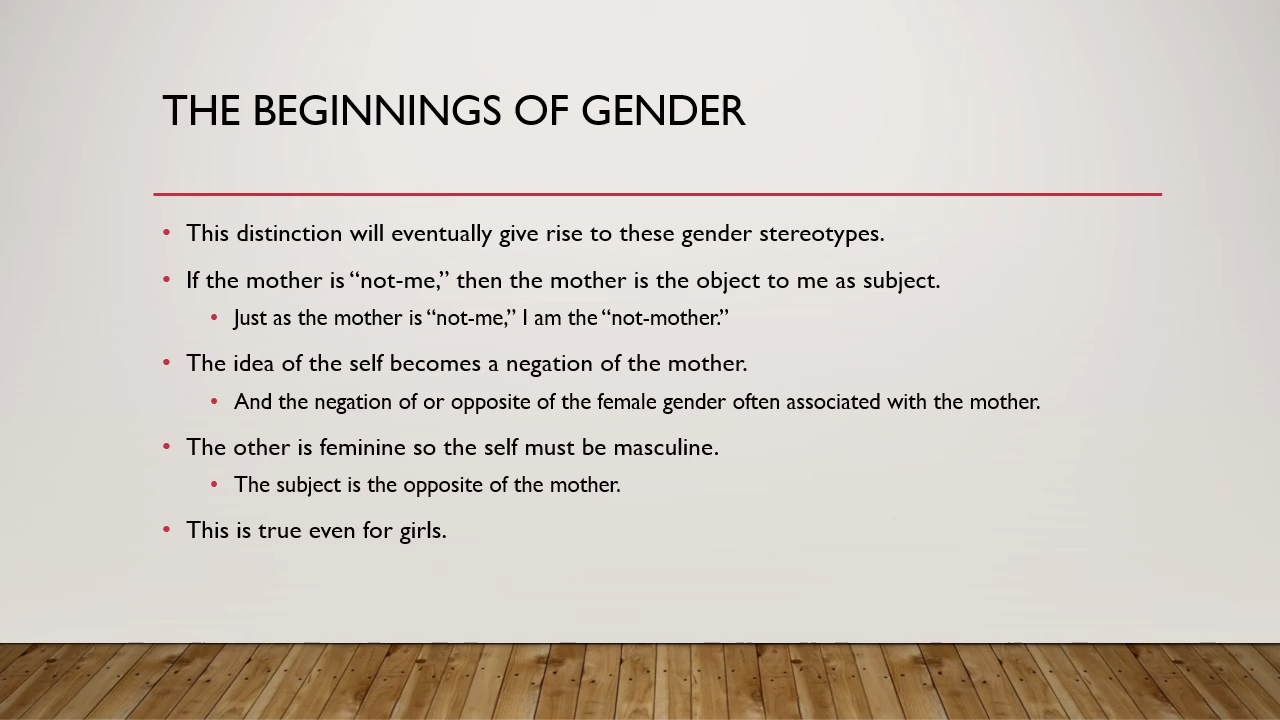 THE BEGINNINGS OF GENDER
• This distinction will eventually give rise to these gender stereotypes.
• If the mother is “not-me,” then the mother is the object to me as subject.
• Just as the mother is “not-me,” I am the “not-mother.”
• The idea of the self becomes a negation of the mother.
• And the negation of or opposite of the female gender often associated with the mother.
• The other is feminine so the self must be masculine.
• The subject is the opposite of the mother.
• This is true even for girls.